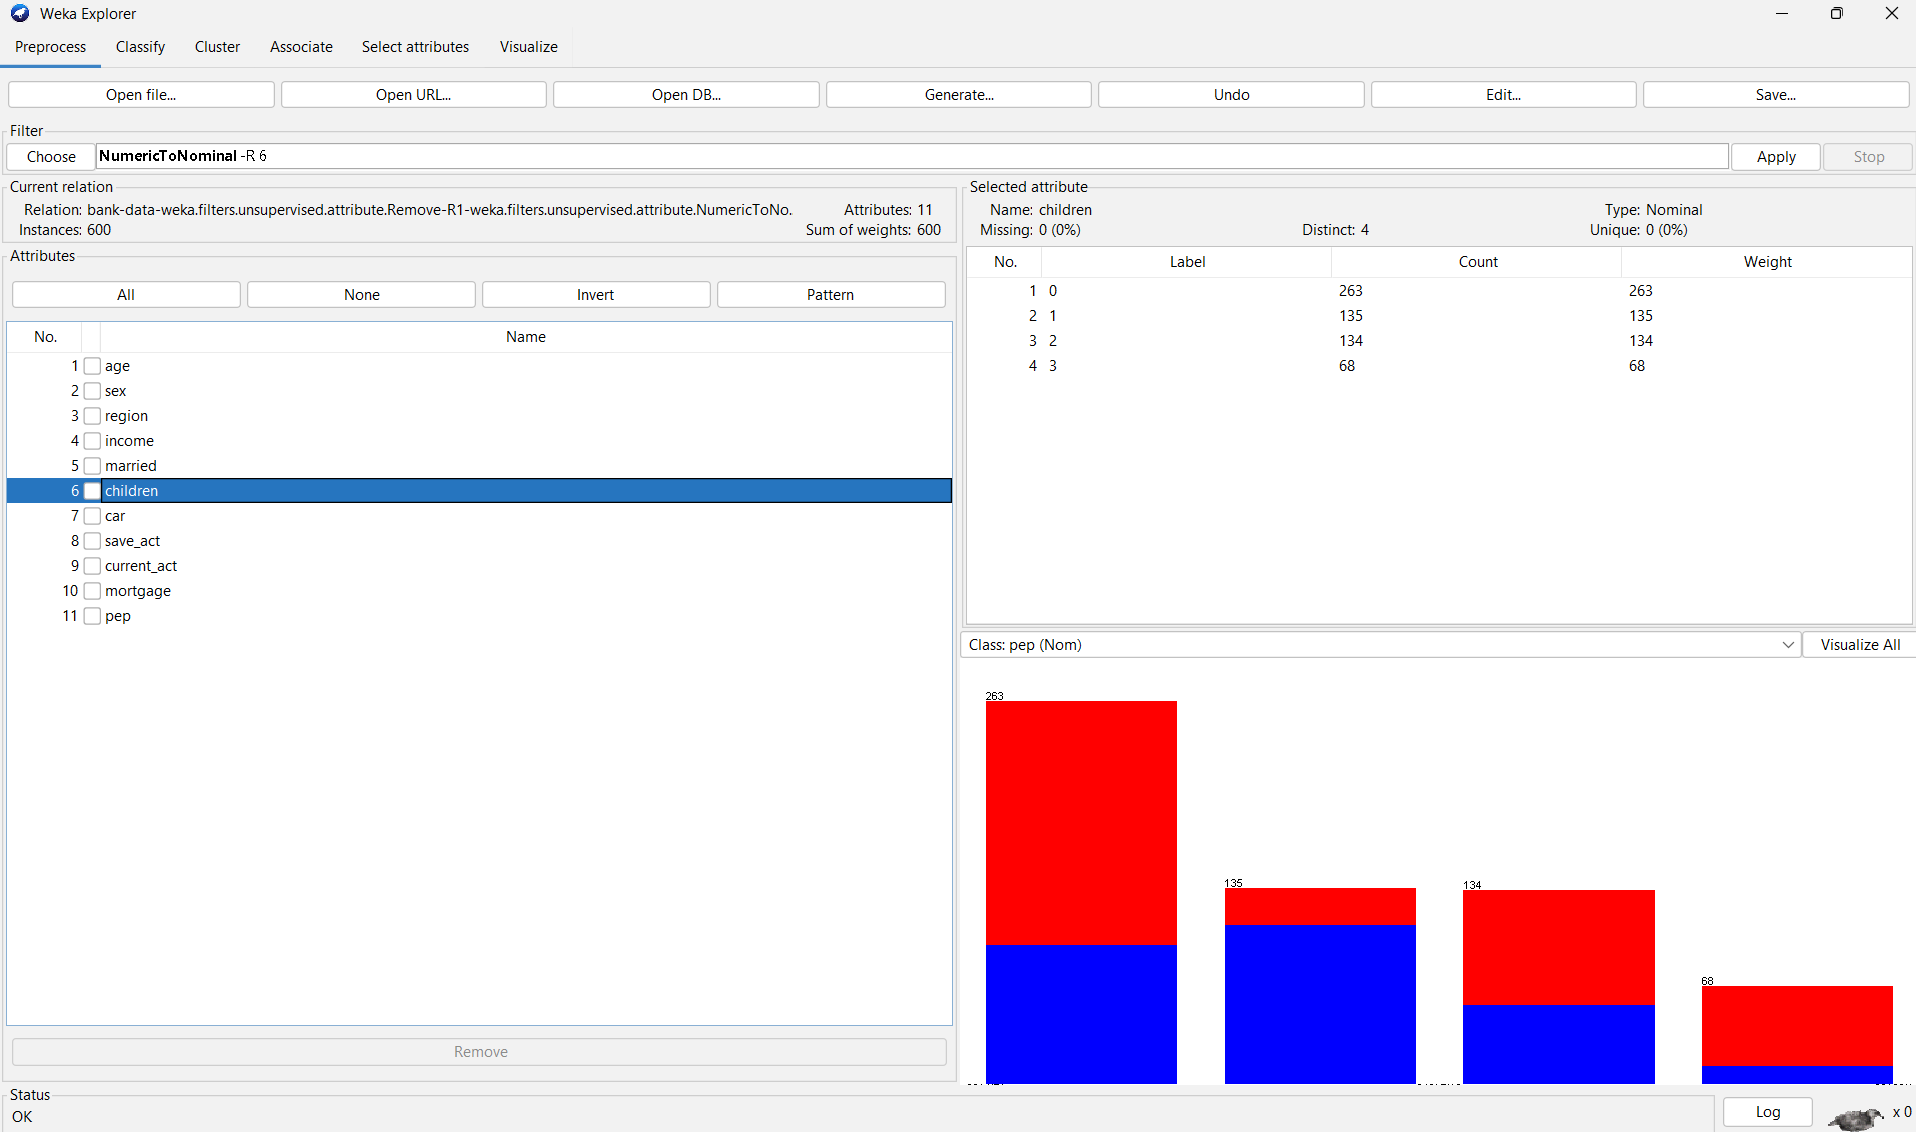 Weka Explorer
Preprocess Classify Cluster Associate Select attributes Visualize
Open file... Open URL... Open DB... Generate... Undo Edit... Save...
Filter
Choose NumericToNominal -R 6 Apply Stop
Current relation
Relation: bank-data-weka.filters.unsupervised.attribute.Remove-R1-weka.filters.unsupervised.attribute.NumericToNo. Attributes: 11
Instances: 600 Sum of weights: 600
Selected attribute
Name: children Type: Nominal
Missing: 0 (0%) Distinct: 4 Unique: 0 (0%)
No. Label Count Weight
1 0 263 263
2 1 135 135
3 2 134 134
4 3 68 68
Attributes
All None Invert Pattern
No. Name
1 age
2 sex
3 region
4 income
5 married
6 children
7 car
8 save_act
9 current_act
10 mortgage
11 pep
Remove
Class: pep (Nom) Visualize All
263
135
134
68
Status
OK
Log x 0